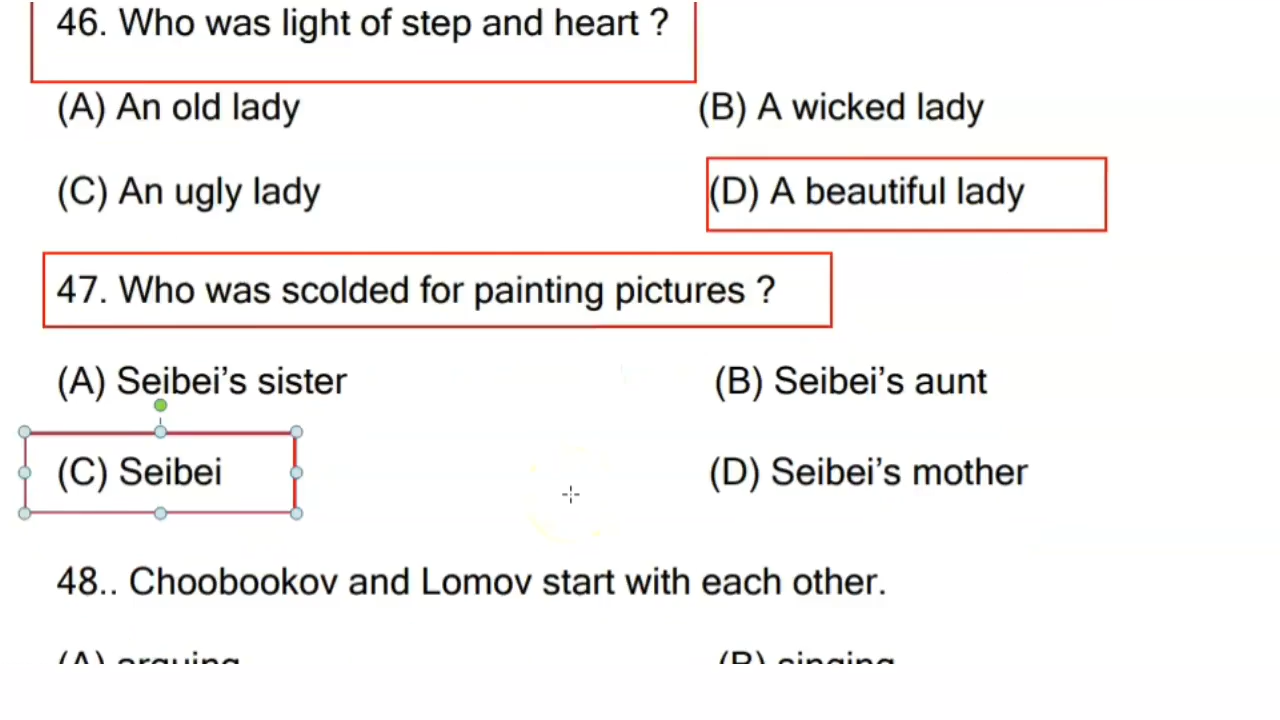 46. Who was light of step and heart ?
(A) An old lady (B) A wicked lady
(C) An ugly lady (D) A beautiful lady
47. Who was scolded for painting pictures ?
(A) Seibei’s sister (B) Seibei’s aunt
(C) Seibei (D) Seibei’s mother
48.. Choobookov and Lomov start with each other.
(A) arguing (B) singing